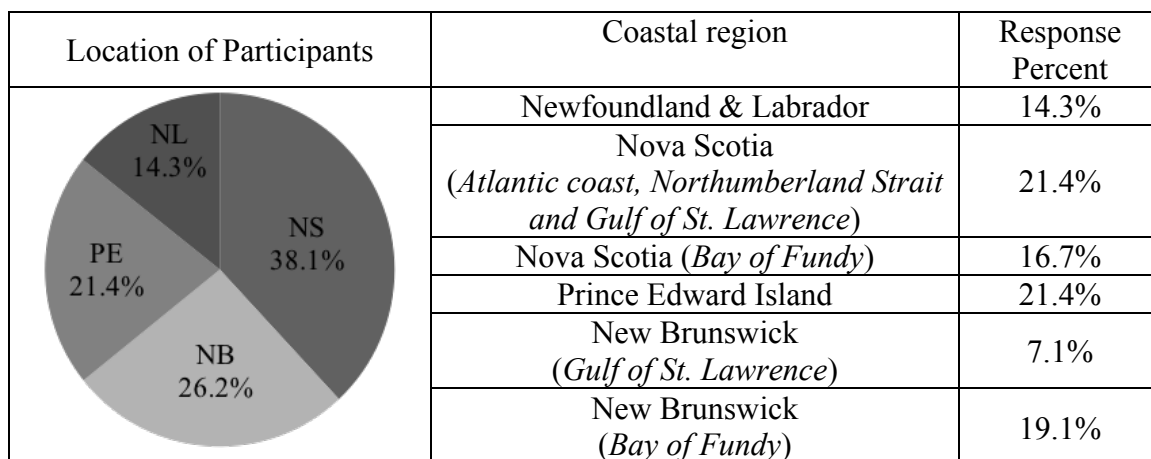 Location of Participants
Coastal region
Response
Percent
NL
14.3%
NS
38.1%
PE
21.4%
NB
26.2%
Newfoundland & Labrador
14.3%
Nova Scotia
(Atlantic coast, Northumberland Strait
and Gulf of St. Lawrence)
21.4%
Nova Scotia (Bay of Fundy)
16.7%
Prince Edward Island
21.4%
New Brunswick
(Gulf of St. Lawrence)
7.1%
New Brunswick
(Bay of Fundy)
19.1%